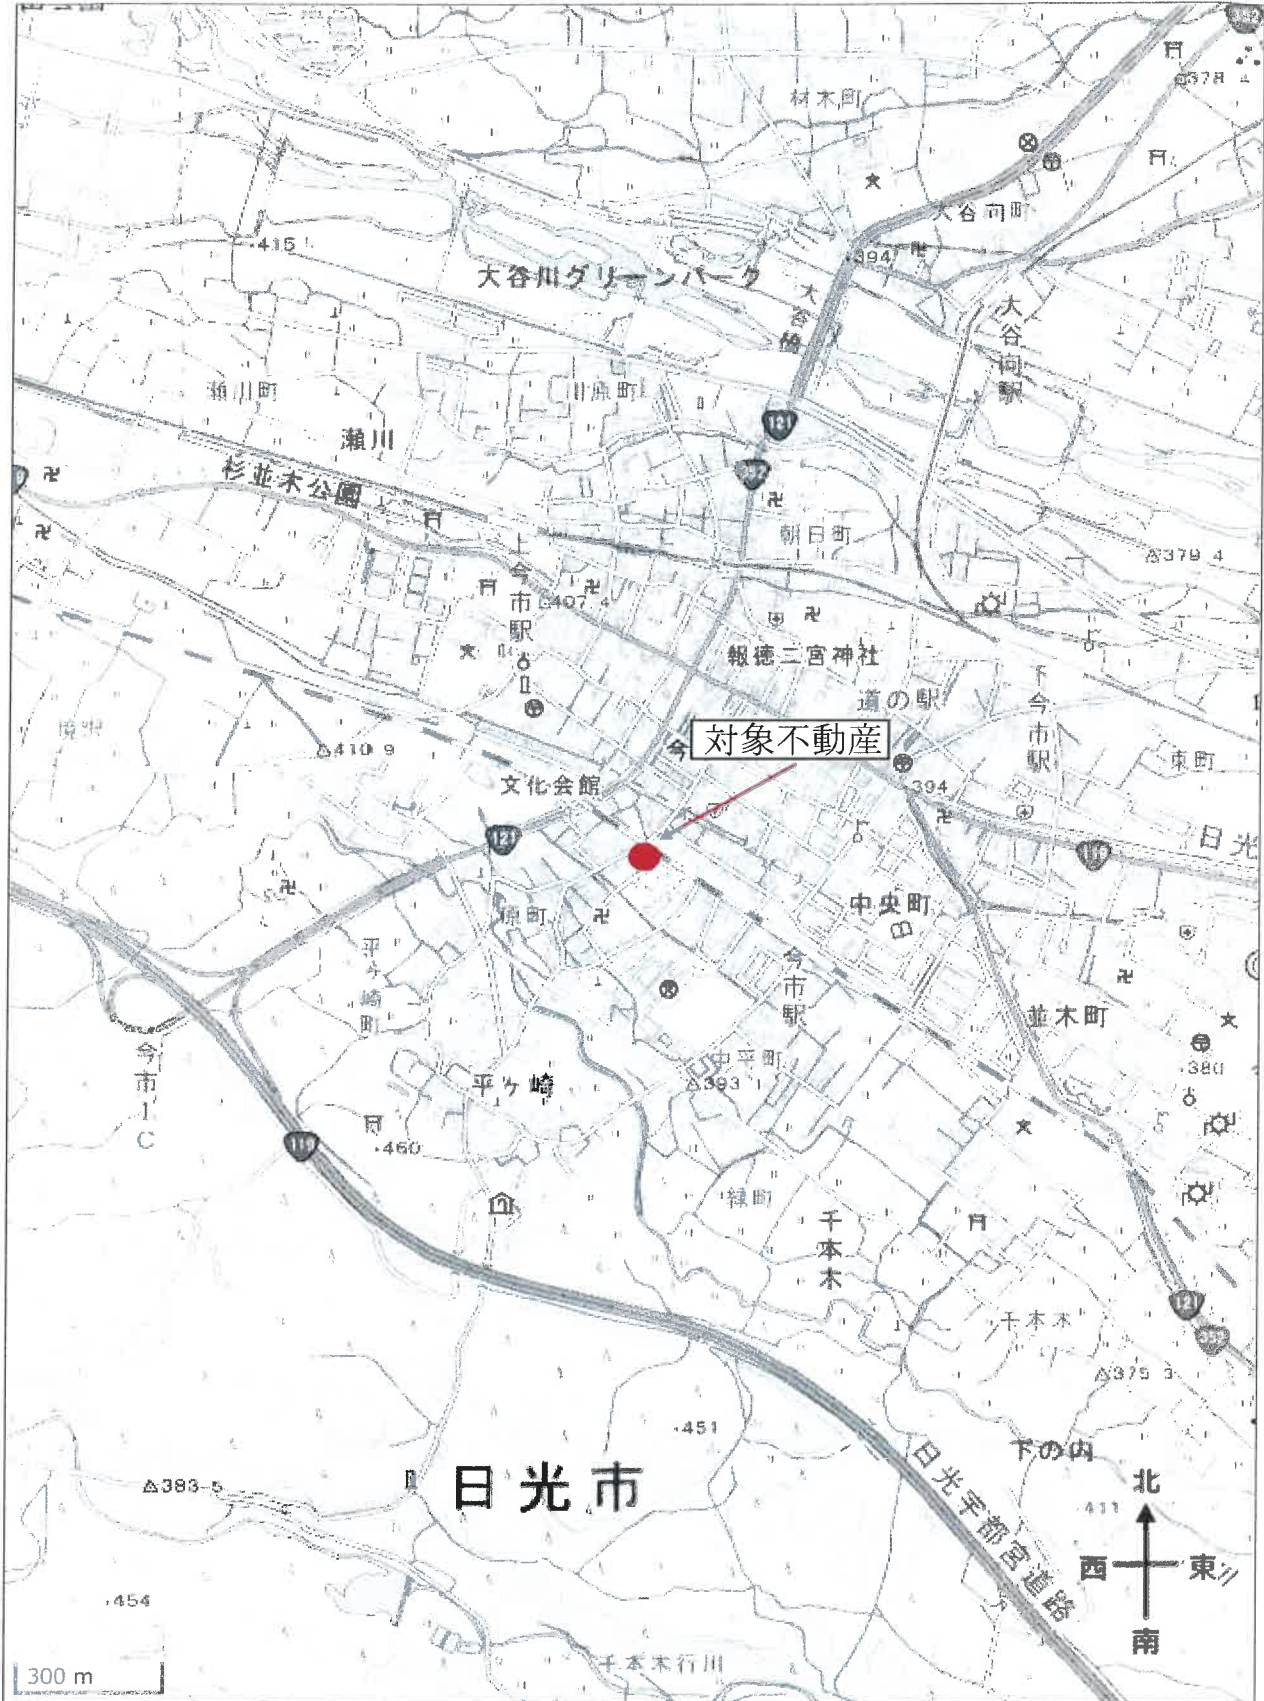 378
材木町
大谷向町
415
394
大谷川グリーンパーク
大谷橋
大谷向駅
瀬川町
川原町
瀬川
121
杉並木公園
朝日町
379.4
上今市駅
407.4
報徳二宮神社
道の駅
下今市駅
410.9
今
対象不動産
東町
文化会館
394
121
日光
原町
中央町
平ヶ崎町
今市駅
並木町
今市IC
中平町
平ヶ崎
393.1
380
119
460
緑町
千本木
121
352
千本木
375.3
451
下の内
383.5
日光市
日光宇都宮道路
411
北
西
東
川
南
454
300 m
千本木行川